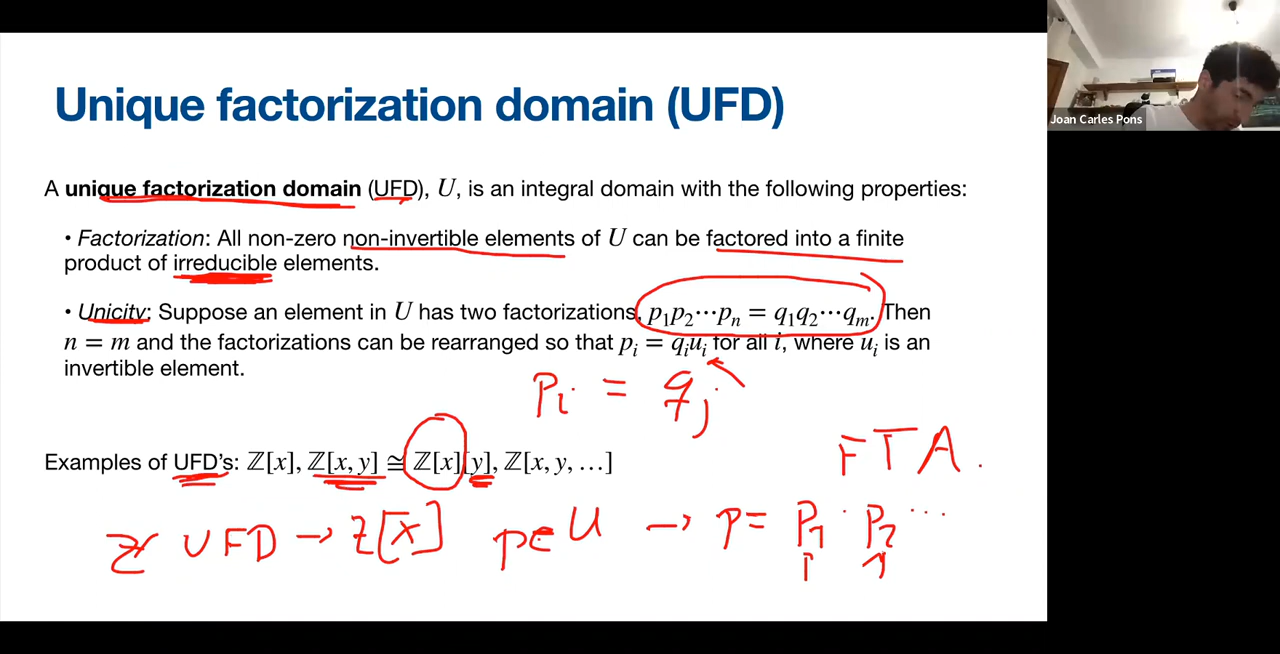 Unique factorization domain (UFD)
Joan Carles Pons
A unique factorization domain (UFD), U, is an integral domain with the following properties:
• Factorization: All non-zero non-invertible elements of U can be factored into a finite
product of irreducible elements.
• Unicity: Suppose an element in U has two factorizations, p₁p₂⋯pₙ = q₁q₂⋯qₘ. Then
n = m and the factorizations can be rearranged so that pᵢ = qᵢuᵢ for all i, where uᵢ is an
invertible element.
pᵢ = qⱼ
FTA.
Examples of UFD's: ℤ[x], ℤ[x, y] ≅ ℤ[x][y], ℤ[x, y, …]
ℤ UFD → ℤ[x] p∈U → p = p₁ · p₂ ⋯